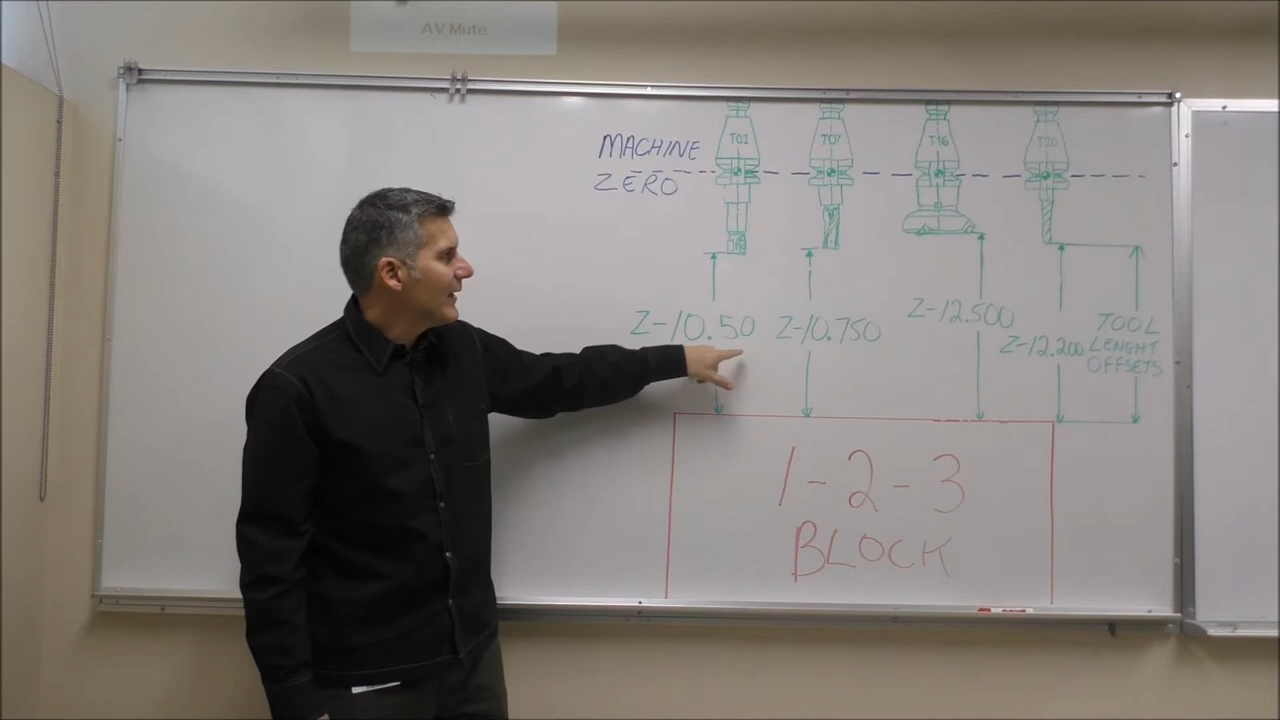 AV Mute
T01
T07
T16
T20
MACHINE
ZERO
Z-10.50
Z-10.750
Z-12.500
Z-12.200
TOOL
LENGHT
OFFSETS
1-2-3
BLOCK